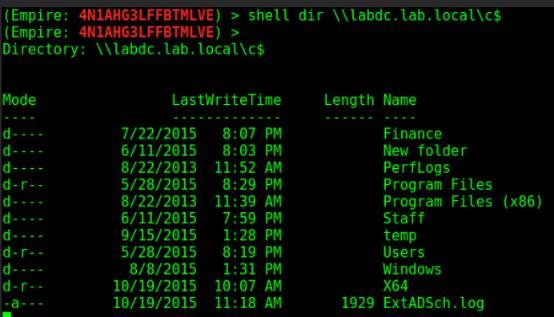 (Empire: 4N1AHG3LFFBTMLVE) > shell dir \\labdc.lab.local\c$
(Empire: 4N1AHG3LFFBTMLVE) >
Directory: \\labdc.lab.local\c$
Mode LastWriteTime Length Name
---- ------------- ------ ----
d---- 7/22/2015 8:07 PM Finance
d---- 6/11/2015 8:03 PM New folder
d---- 8/22/2013 11:52 AM PerfLogs
d-r-- 5/28/2015 8:29 PM Program Files
d---- 8/22/2013 11:39 AM Program Files (x86)
d---- 6/11/2015 7:59 PM Staff
d---- 9/15/2015 1:28 PM temp
d-r-- 5/28/2015 8:19 PM Users
d---- 8/8/2015 1:31 PM Windows
d-r-- 10/19/2015 10:07 AM X64
-a--- 10/19/2015 11:18 AM 1929 ExtADSch.log